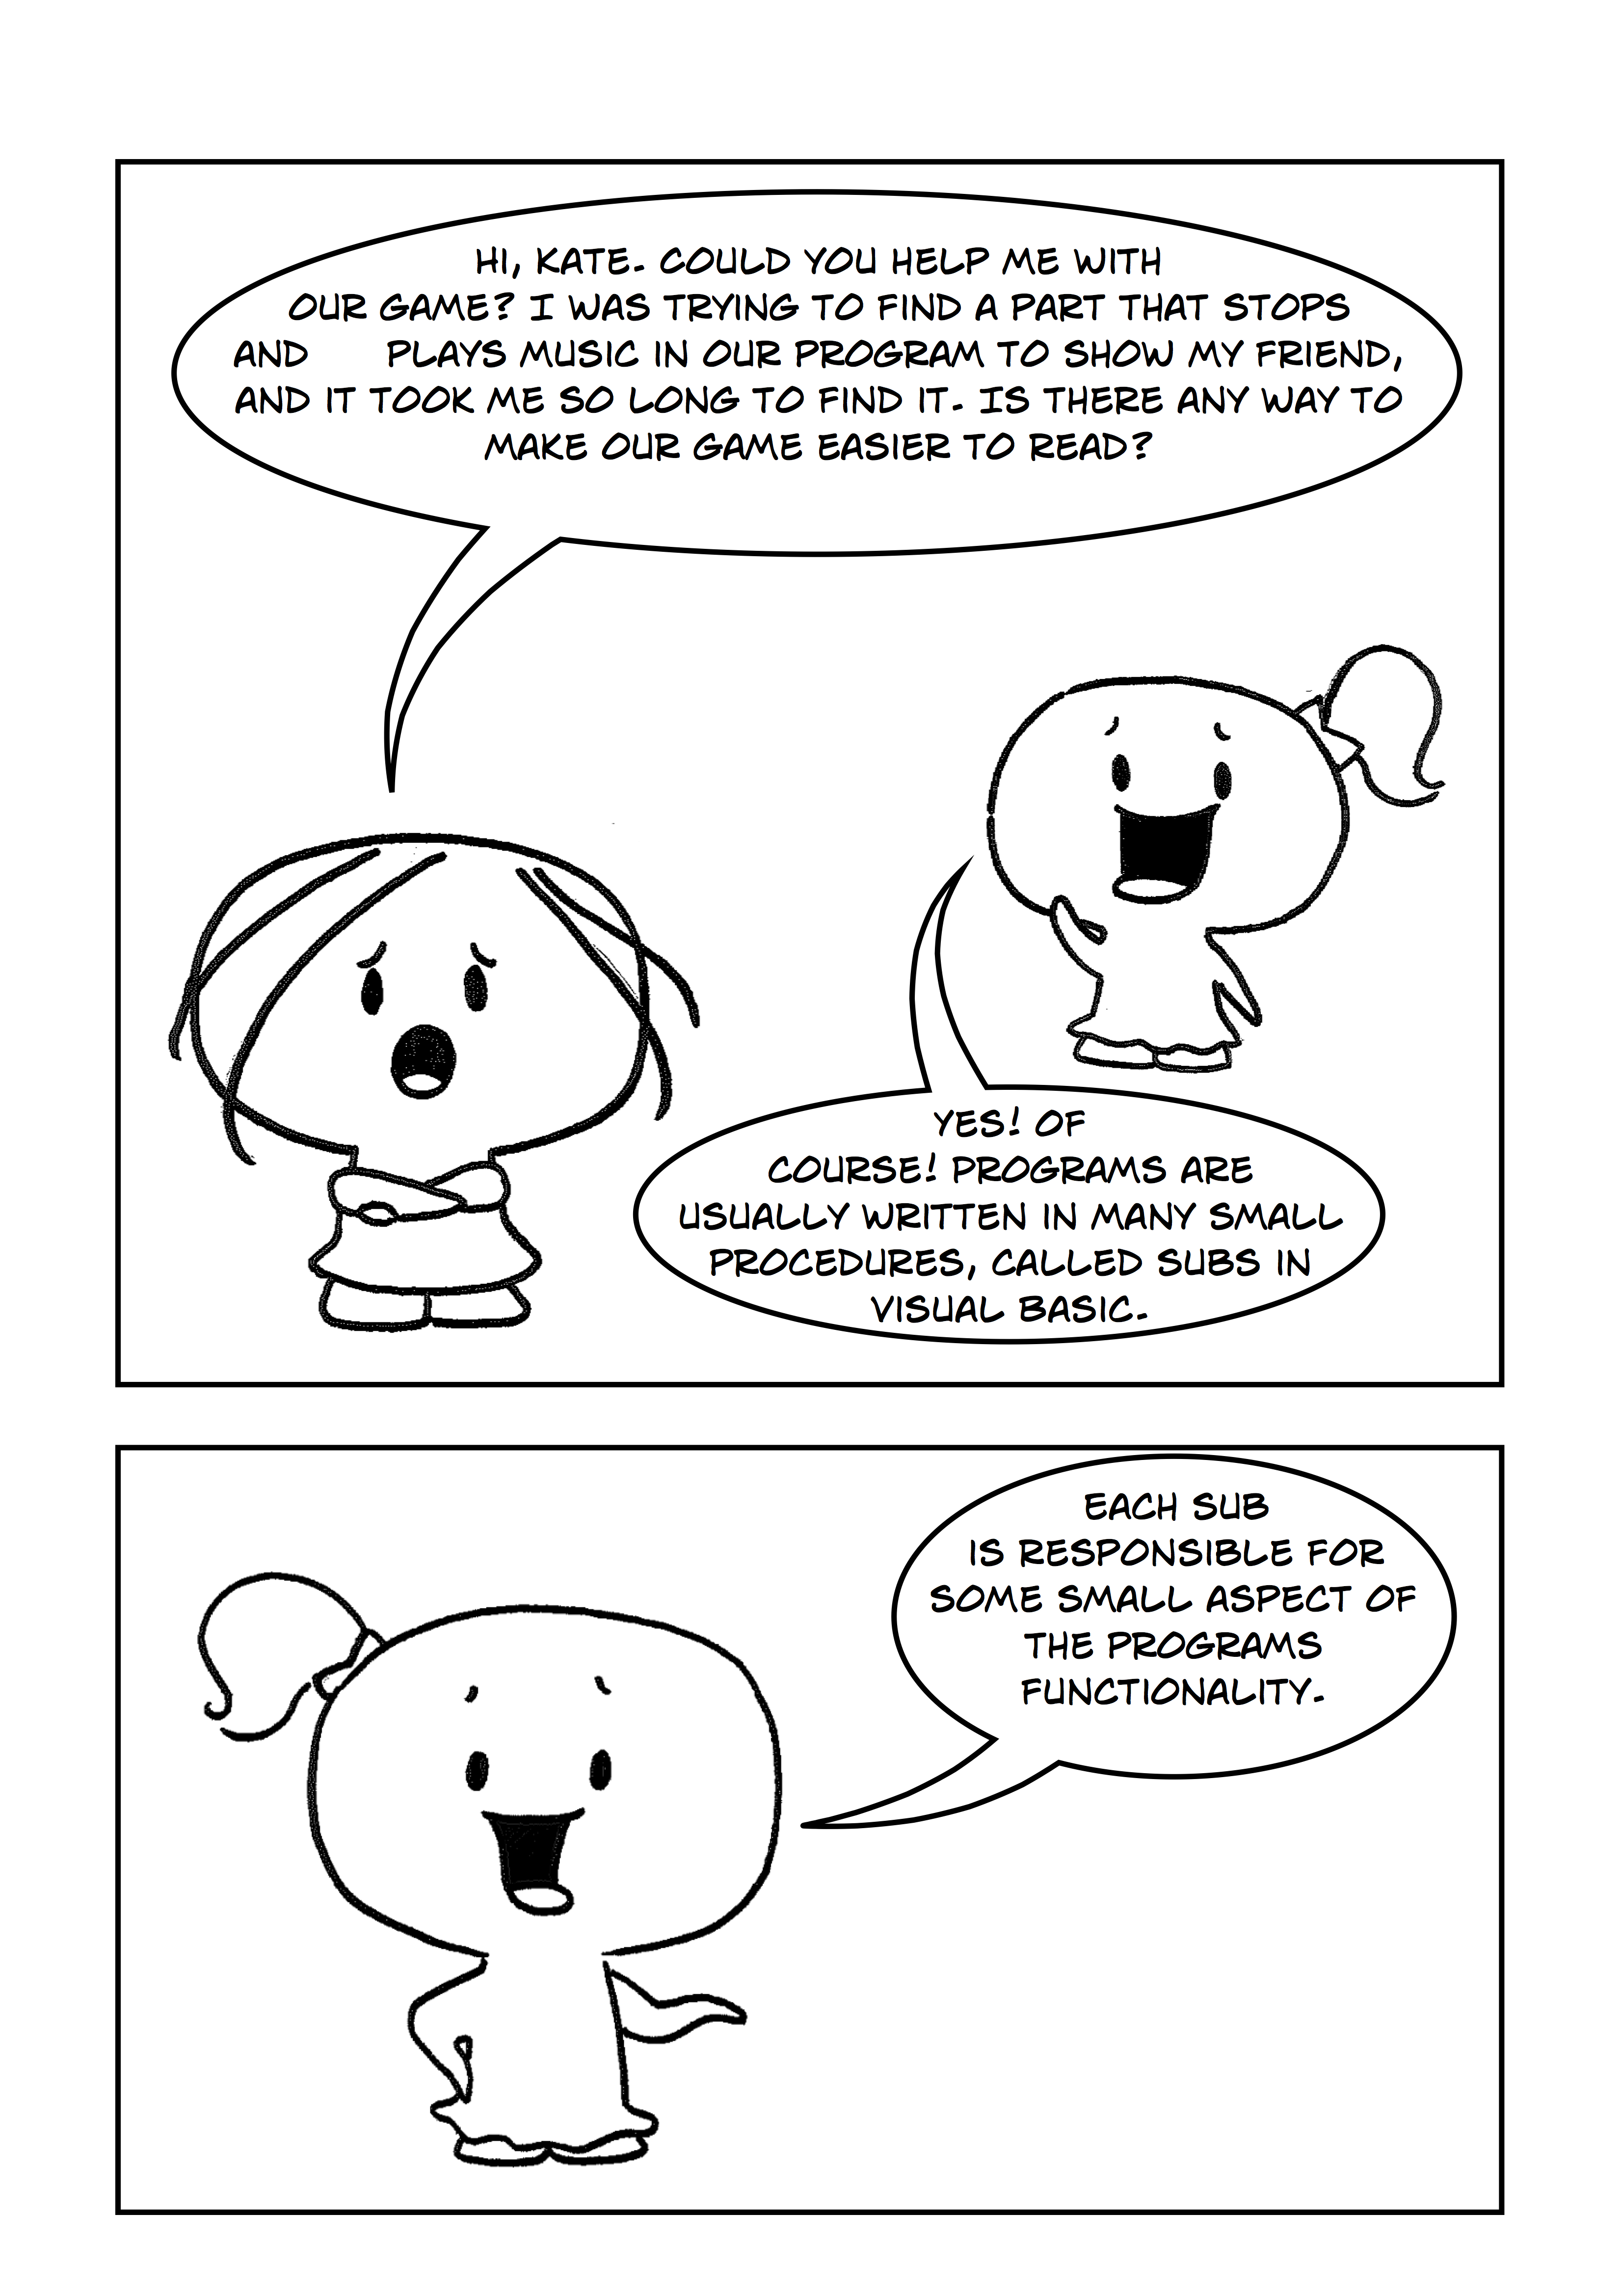 HI, KATE. COULD YOU HELP ME WITH
OUR GAME? I WAS TRYING TO FIND A PART THAT STOPS
AND PLAYS MUSIC IN OUR PROGRAM TO SHOW MY FRIEND,
AND IT TOOK ME SO LONG TO FIND IT. IS THERE ANY WAY TO
MAKE OUR GAME EASIER TO READ?
YES! OF
COURSE! PROGRAMS ARE
USUALLY WRITTEN IN MANY SMALL
PROCEDURES, CALLED SUBS IN
VISUAL BASIC.
EACH SUB
IS RESPONSIBLE FOR
SOME SMALL ASPECT OF
THE PROGRAMS
FUNCTIONALITY.